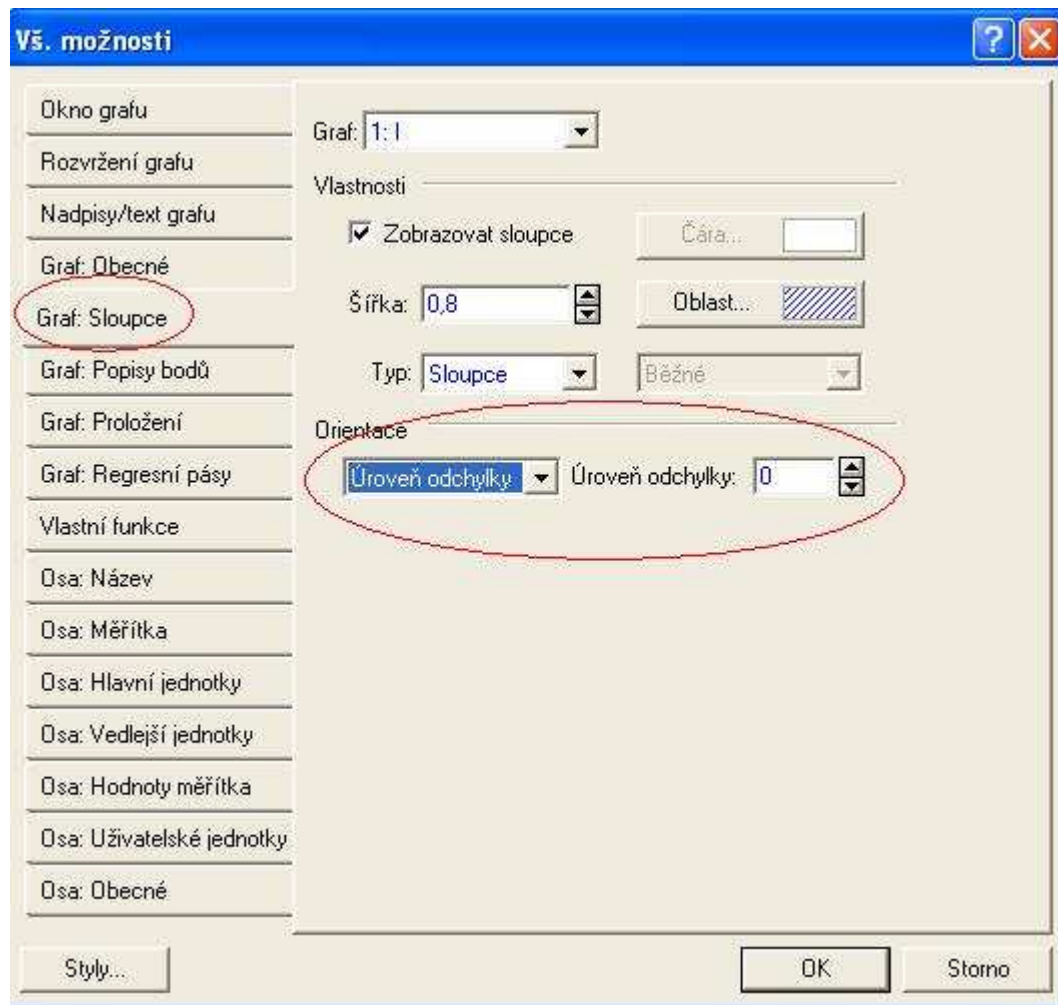 Vš. možnosti
Okno grafu
Rozvržení grafu
Nadpisy/text grafu
Graf: Obecné
Graf: Sloupce
Graf: Popisy bodů
Graf: Proložení
Graf: Regresní pásy
Vlastní funkce
Osa: Název
Osa: Měřítka
Osa: Hlavní jednotky
Osa: Vedlejší jednotky
Osa: Hodnoty měřítka
Osa: Uživatelské jednotky
Osa: Obecné
Graf: 1: I
Vlastnosti
Zobrazovat sloupce Čára...
Šířka: 0,8 Oblast...
Typ: Sloupce Běžné
Orientace
Úroveň odchylky Úroveň odchylky: 0
Styly... OK Storno